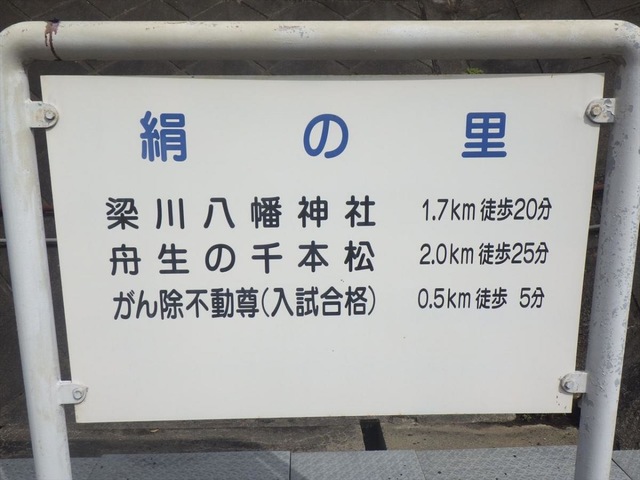 絹の里
梁川八幡神社 1.7km 徒歩20分
舟生の千本松 2.0km 徒歩25分
がん除不動尊(入試合格) 0.5km 徒歩 5分